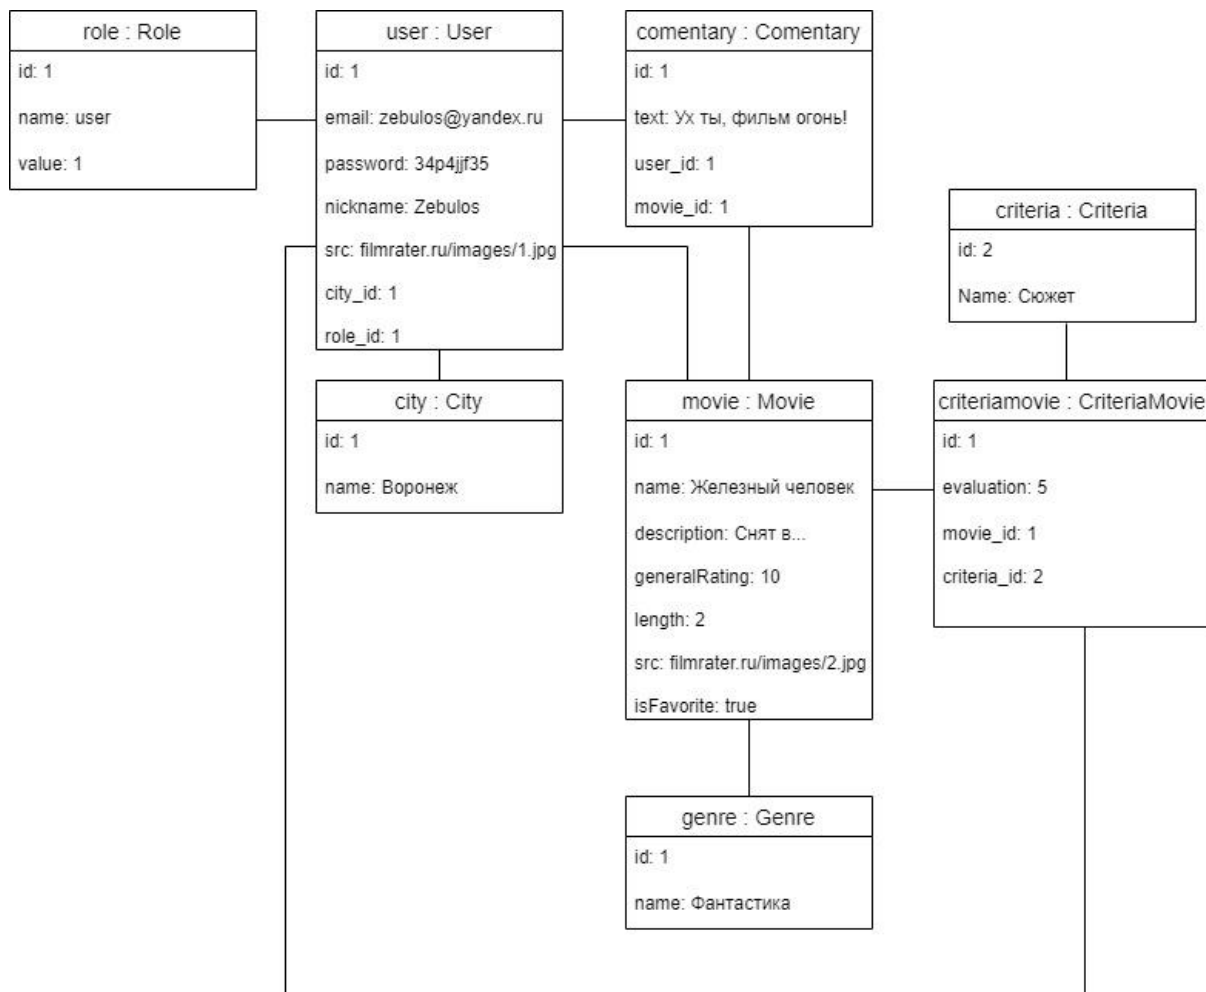 role : Role
id: 1
name: user
value: 1
user : User
id: 1
email: zebulos@yandex.ru
password: 34p4jjf35
nickname: Zebulos
src: filmrater.ru/images/1.jpg
city_id: 1
role_id: 1
comentary : Comentary
id: 1
text: Ух ты, фильм огонь!
user_id: 1
movie_id: 1
criteria : Criteria
id: 2
Name: Сюжет
city : City
id: 1
name: Воронеж
movie : Movie
id: 1
name: Железный человек
description: Снят в...
generalRating: 10
length: 2
src: filmrater.ru/images/2.jpg
isFavorite: true
criteriamovie : CriteriaMovie
id: 1
evaluation: 5
movie_id: 1
criteria_id: 2
genre : Genre
id: 1
name: Фантастика